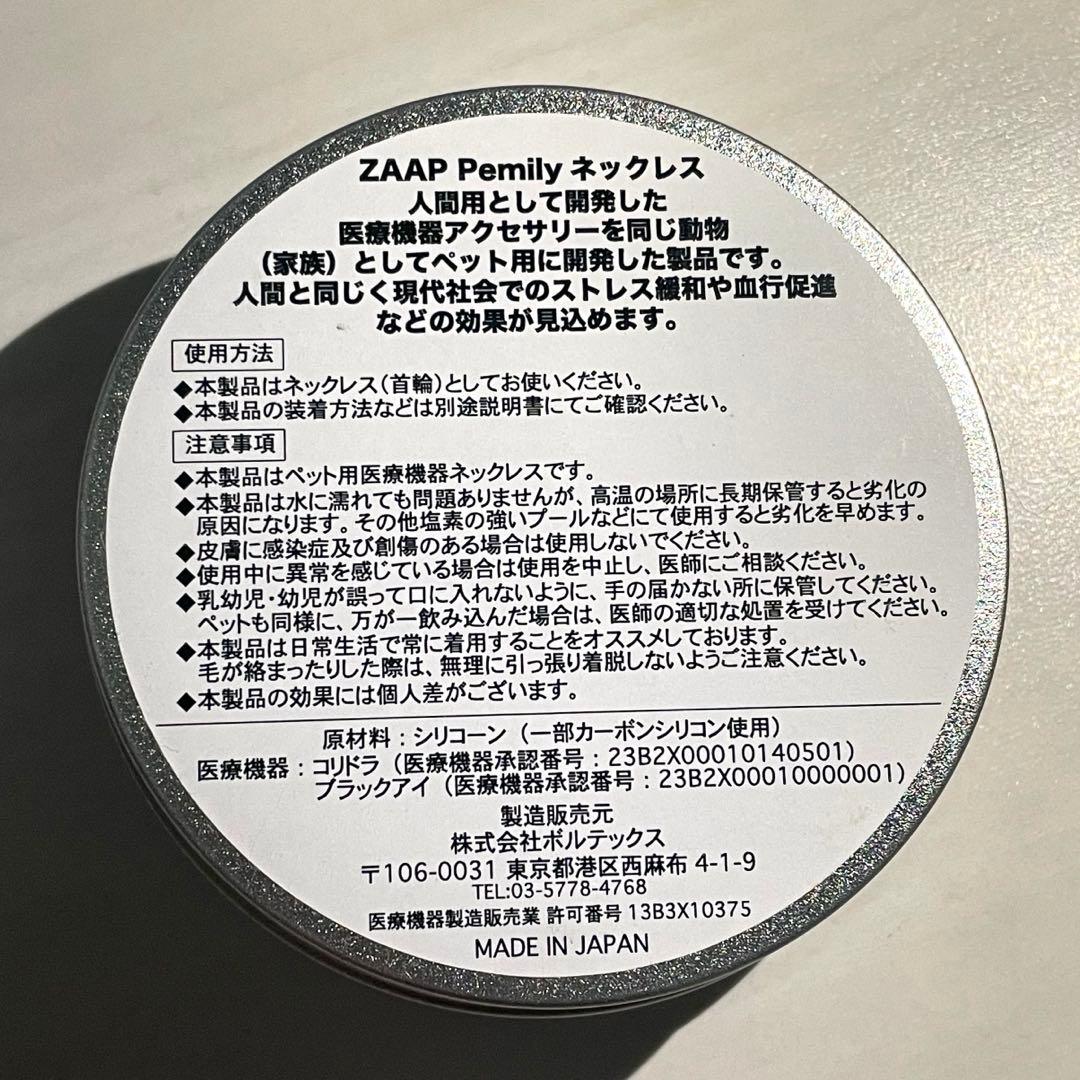 ZAAP Pemily ネックレス
人間用として開発した
医療機器アクセサリーを同じ動物
（家族）としてペット用に開発した製品です。
人間と同じく現代社会でのストレス緩和や血行促進
などの効果が見込めます。
使用方法
◆本製品はネックレス（首輪）としてお使いください。
◆本製品の装着方法などは別途説明書にてご確認ください。
注意事項
◆本製品はペット用医療機器ネックレスです。
◆本製品は水に濡れても問題ありませんが、高温の場所に長期保管すると劣化の
原因になります。その他塩素の強いプールなどにて使用すると劣化を早めます。
◆皮膚に感染症及び創傷のある場合は使用しないでください。
◆使用中に異常を感じている場合は使用を中止し、医師にご相談ください。
◆乳幼児・幼児が誤って口に入れないように、手の届かない所に保管してください。
ペットも同様に、万が一飲み込んだ場合は、医師の適切な処置を受けてください。
◆本製品は日常生活で常に着用することをオススメしております。
毛が絡まったりした際は、無理に引っ張り着脱しないようご注意ください。
◆本製品の効果には個人差がございます。
原材料：シリコーン（一部カーボンシリコン使用）
医療機器：コリドラ（医療機器承認番号：23B2X00010140501）
ブラックアイ（医療機器承認番号：23B2X00010000001）
製造販売元
株式会社ボルテックス
〒106-0031 東京都港区西麻布 4-1-9
TEL:03-5778-4768
医療機器製造販売業 許可番号 13B3X10375
MADE IN JAPAN